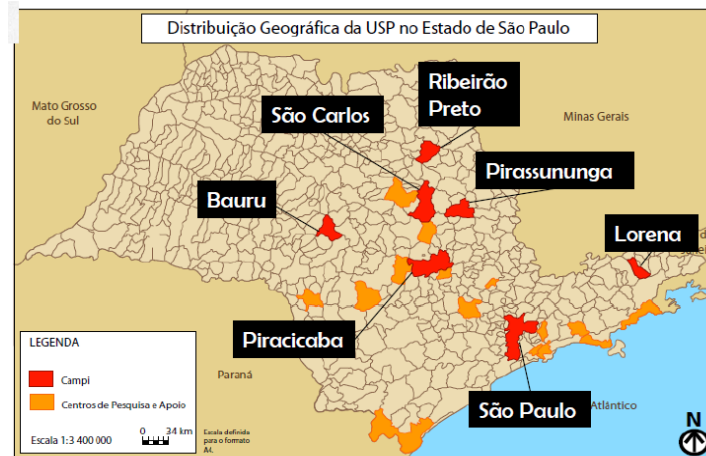 Distribuição Geográfica da USP no Estado de São Paulo
Mato Grosso
do Sul
Ribeirão
Preto
São Carlos
Minas Gerais
Pirassununga
Bauru
Lorena
Piracicaba
São Paulo
Paraná
Atlântico
LEGENDA
Campi
Centros de Pesquisa e Apoio
Escala 1:3 400 000
0 34 km
Escala definida
para o formato
A4.
N